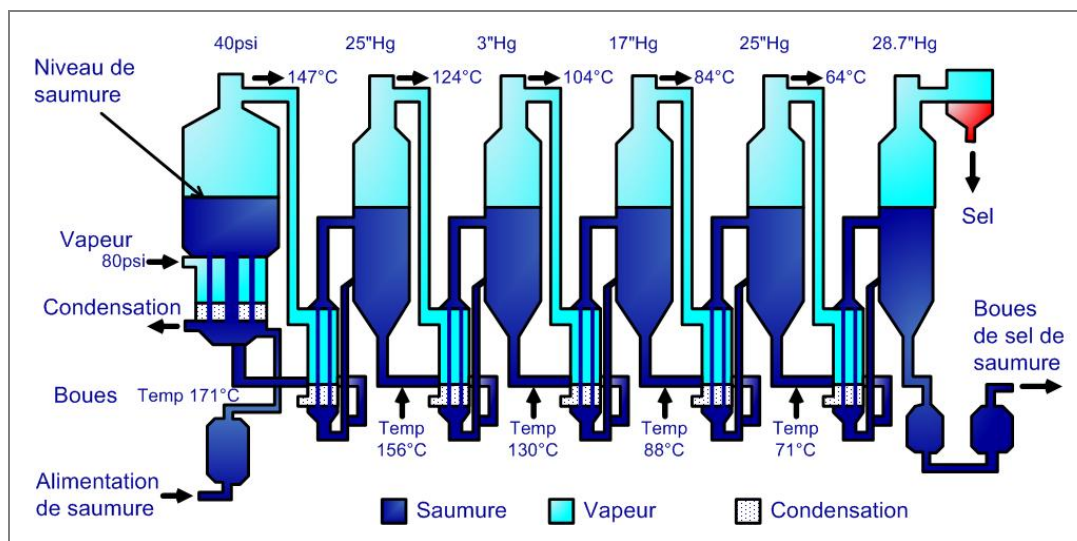 40psi
25"Hg
3"Hg
17"Hg
25"Hg
28.7"Hg
Niveau de
saumure
147°C
124°C
104°C
84°C
64°C
Sel
Vapeur
80psi
Condensation
Boues
de sel de
saumure
Boues
Temp 171°C
Temp
156°C
Temp
130°C
Temp
88°C
Temp
71°C
Alimentation
de saumure
Saumure
Vapeur
Condensation